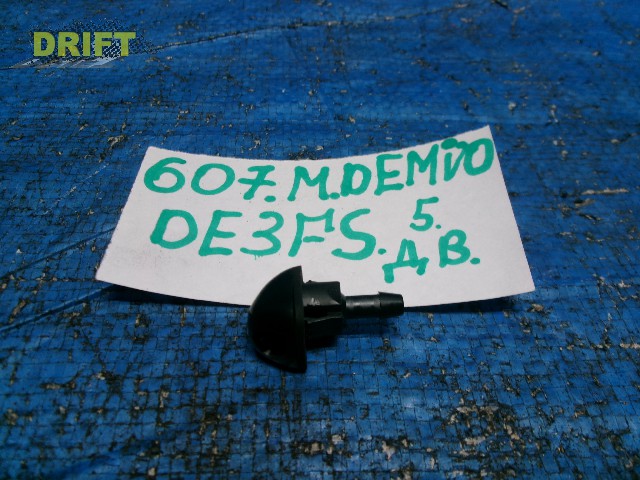 DRIFT
607.M.DEMiO
DE3FS. 5.
Д В.